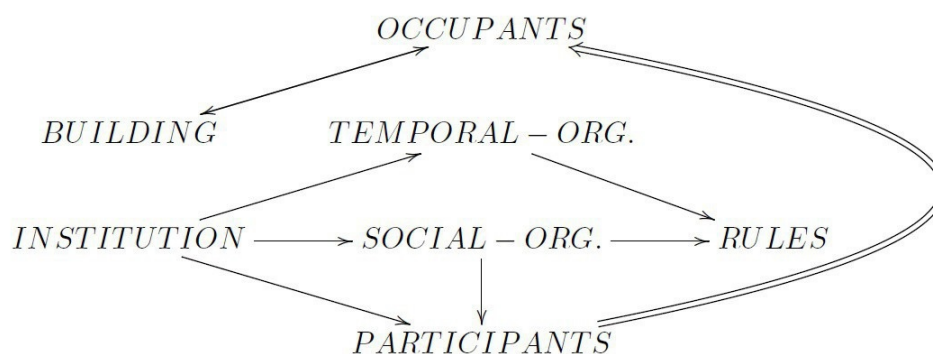 OCCUPANTS
BUILDING TEMPORAL – ORG.
INSTITUTION SOCIAL – ORG. RULES
PARTICIPANTS